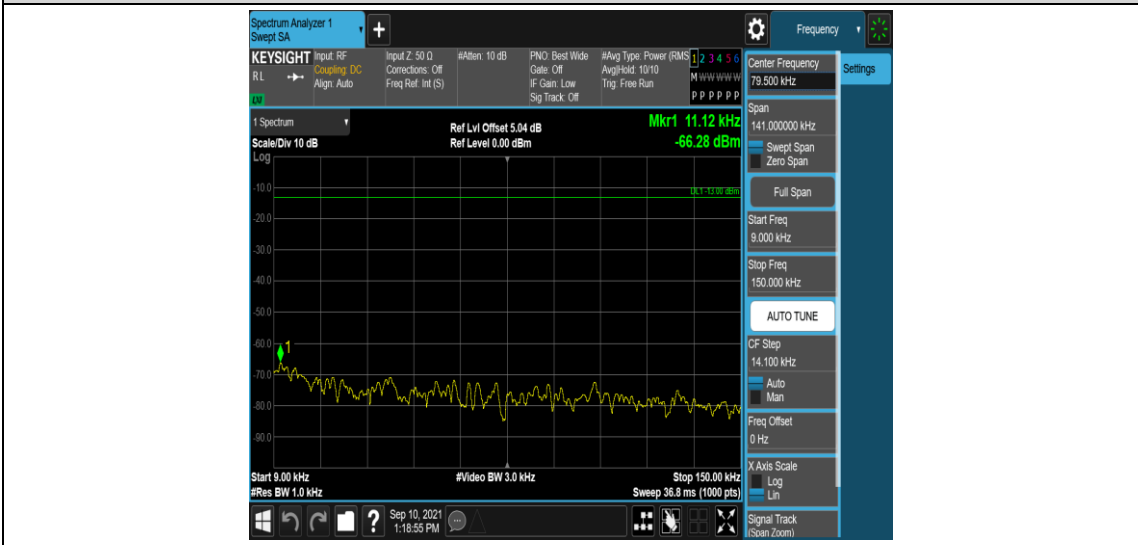 Spectrum Analyzer 1
Swept SA
+
Frequency
KEYSIGHT
Input: RF
Input Z: 50 Ω
#Atten: 10 dB
PNO: Best Wide
#Avg Type: Power (RMS
1 2 3 4 5 6
RL
Coupling: DC
Corrections: Off
Gate: Off
Avg|Hold: 10/10
M W W W W W
Align: Auto
Freq Ref: Int (S)
IF Gain: Low
Trig: Free Run
Sig Track: Off
P P P P P P
Center Frequency
79.500 kHz
Settings
Span
141.000000 kHz
Swept Span
Zero Span
Full Span
Start Freq
9.000 kHz
Stop Freq
150.000 kHz
AUTO TUNE
CF Step
14.100 kHz
Auto
Man
Freq Offset
0 Hz
X Axis Scale
Log
Lin
Signal Track
(Span Zoom)
1 Spectrum
Ref Lvl Offset 5.04 dB
Mkr1 11.12 kHz
Scale/Div 10 dB
Ref Level 0.00 dBm
-66.28 dBm
Log
-10.0
DL1 -13.00 dBm
-20.0
-30.0
-40.0
-50.0
-60.0
1
-70.0
-80.0
-90.0
Start 9.00 kHz
#Video BW 3.0 kHz
Stop 150.00 kHz
#Res BW 1.0 kHz
Sweep 36.8 ms (1000 pts)
?
Sep 10, 2021
1:18:55 PM